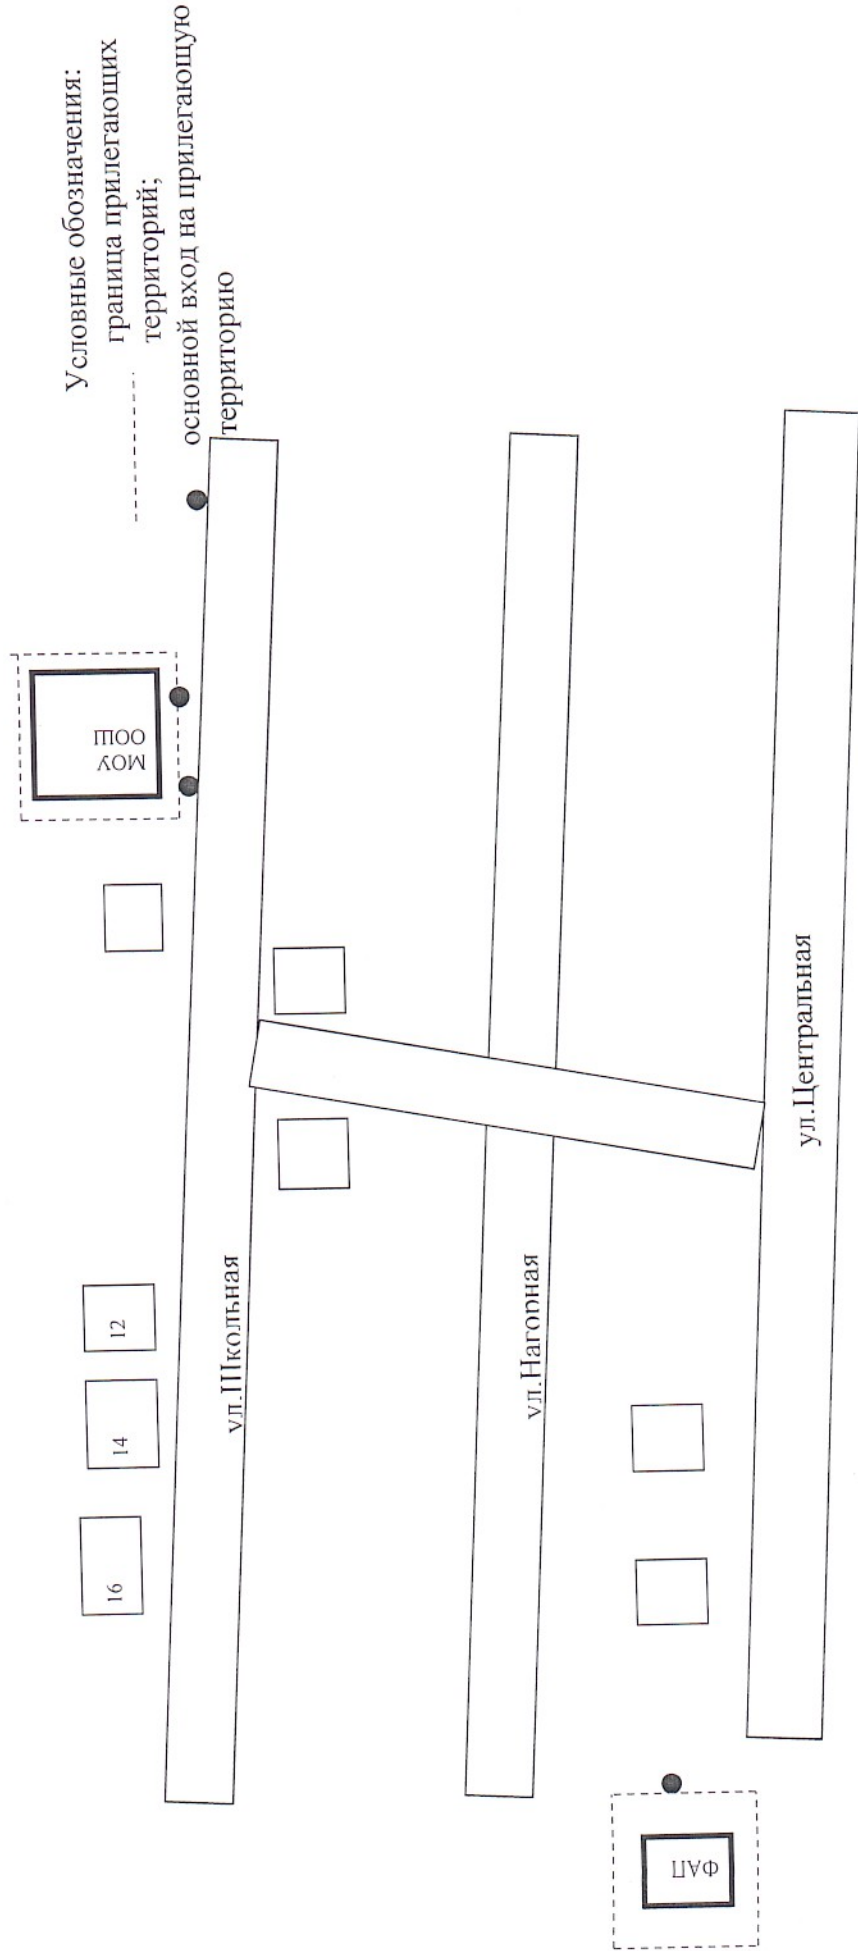 Условные обозначения:
граница прилегающих
территорий;
основной вход на прилегающую
территорию
МОУ
ООШ
16
14
12
ул.Школьная
ул.Нагорная
ул.Центральная
ФАП